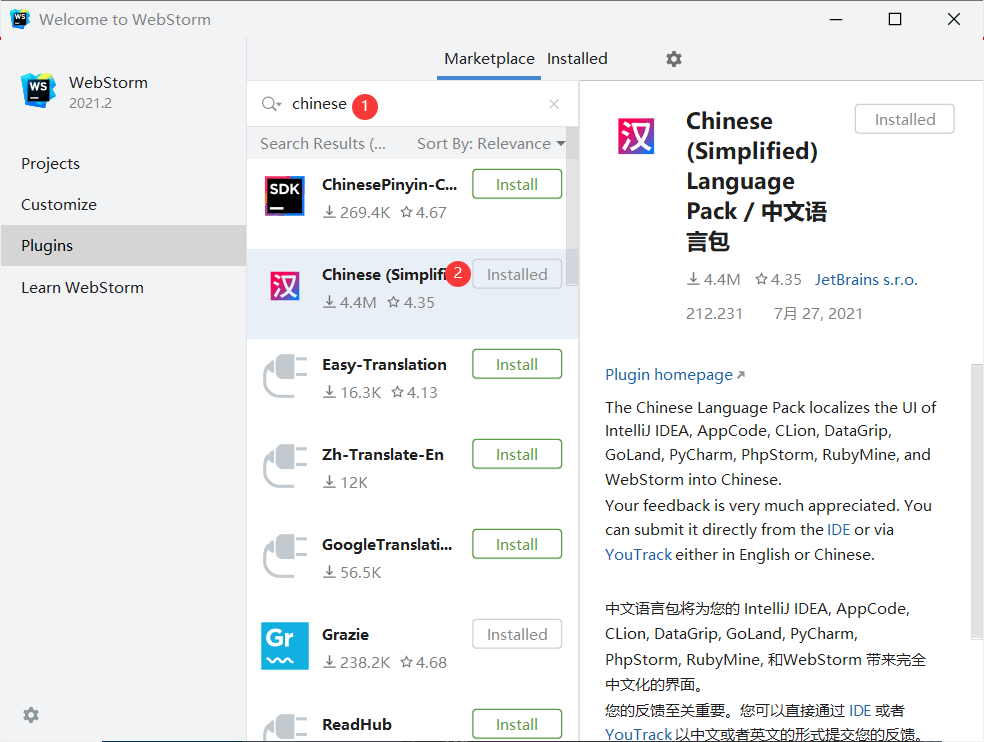 WS Welcome to WebStorm
Marketplace Installed
WS WebStorm
2021.2
Projects
Customize
Plugins
Learn WebStorm
chinese 1
Search Results (... Sort By: Relevance
SDK ChinesePinyin-C... Install
269.4K 4.67
汉 Chinese (Simplifi 2 Installed
4.4M 4.35
Easy-Translation Install
16.3K 4.13
Zh-Translate-En Install
12K
GoogleTranslati... Install
56.5K
Gr Grazie Installed
238.2K 4.68
ReadHub Install
汉 Chinese Installed
(Simplified)
Language
Pack / 中文语
言包
4.4M 4.35 JetBrains s.r.o.
212.231 7月 27, 2021
Plugin homepage
The Chinese Language Pack localizes the UI of
IntelliJ IDEA, AppCode, CLion, DataGrip,
GoLand, PyCharm, PhpStorm, RubyMine, and
WebStorm into Chinese.
Your feedback is very much appreciated. You
can submit it directly from the IDE or via
YouTrack either in English or Chinese.
中文语言包将为您的 IntelliJ IDEA, AppCode,
CLion, DataGrip, GoLand, PyCharm,
PhpStorm, RubyMine, 和WebStorm 带来完全
中文化的界面。
您的反馈至关重要。您可以直接通过 IDE 或者
YouTrack 以中文或者英文的形式提交您的反馈。